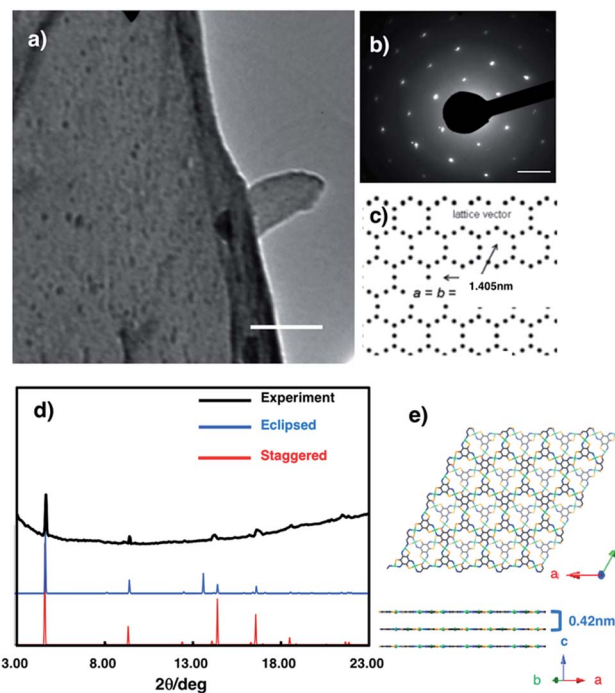 a)
b)
c)
lattice vector
a = b =
1.405nm
d)
Experiment
Eclipsed
Staggered
3.00
8.00
13.00
18.00
23.00
2θ/deg
e)
a
0.42nm
c
b
a